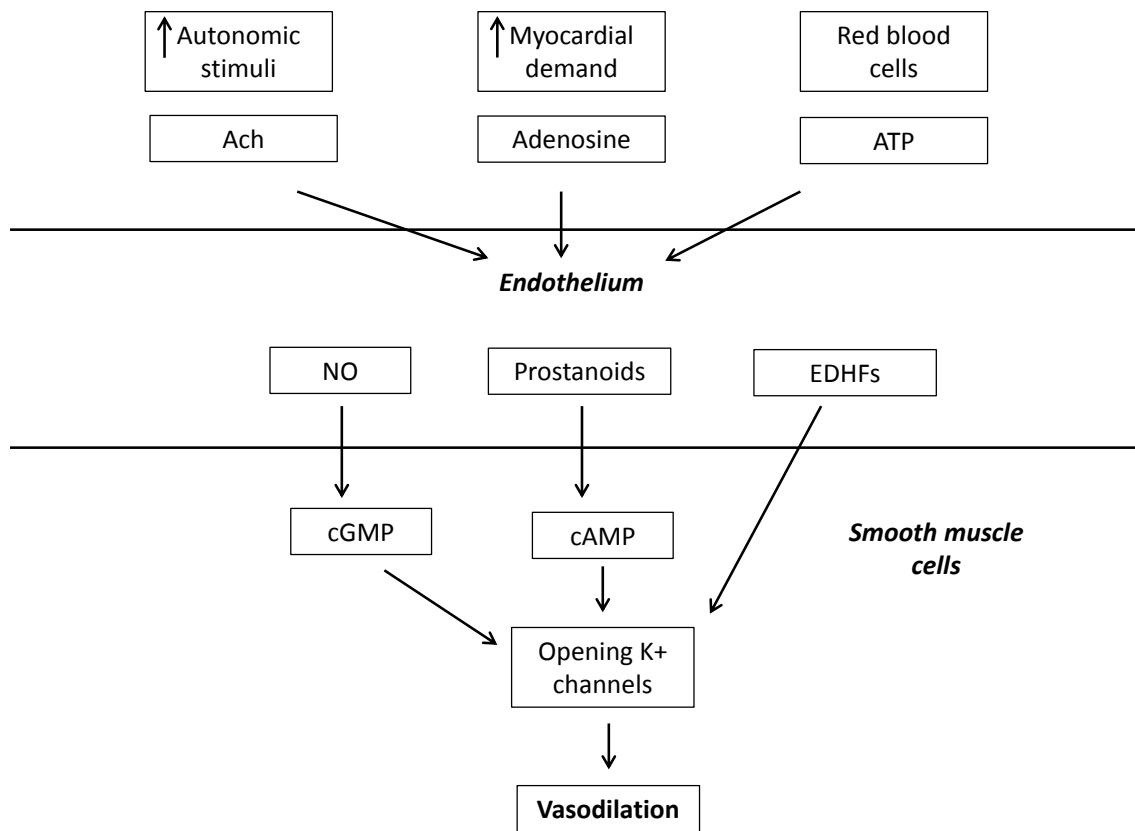 Autonomic
stimuli
Myocardial
demand
Red blood
cells
Ach
Adenosine
ATP
Endothelium
NO
Prostanoids
EDHFs
cGMP
cAMP
Smooth muscle
cells
Opening K+
channels
Vasodilation